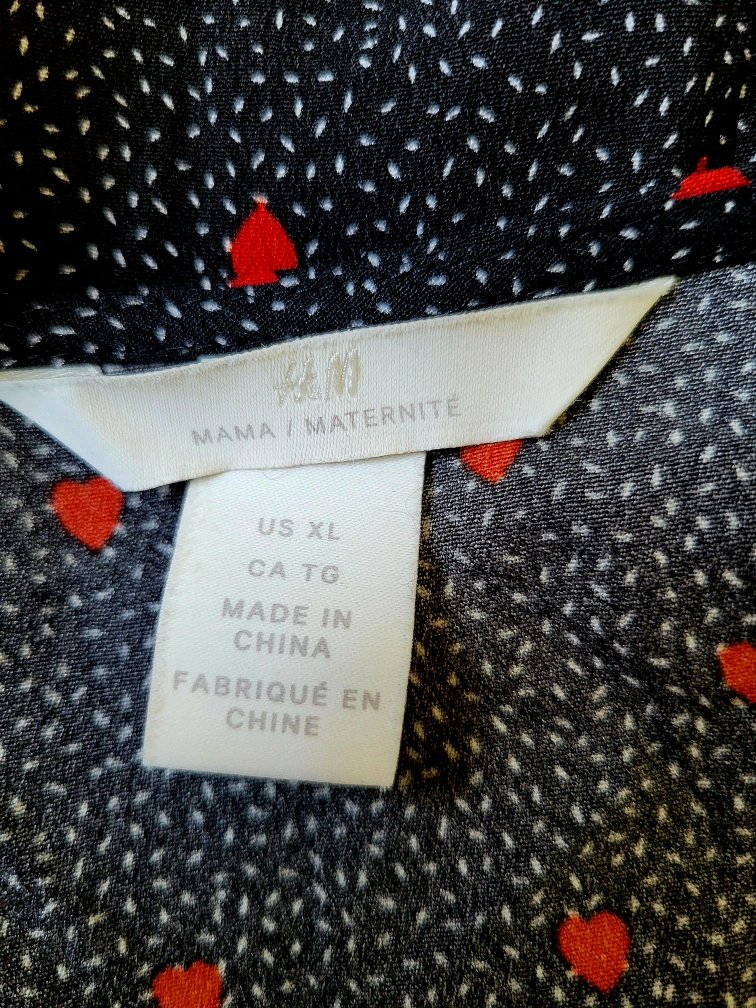 H&M
MAMA / MATERNITÉ
US XL
CA TG
MADE IN
CHINA
FABRIQUÉ EN
CHINE